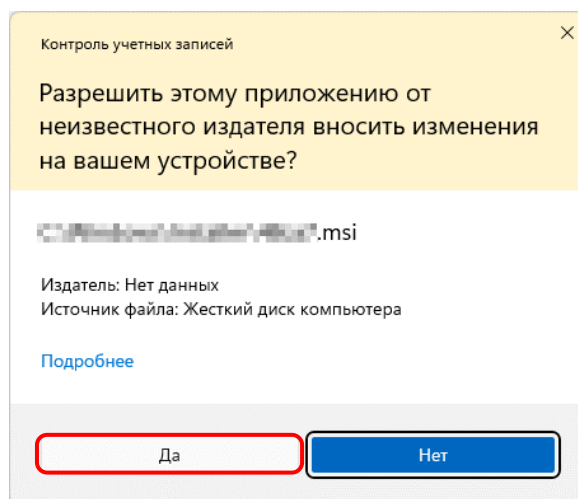 Контроль учетных записей
Разрешить этому приложению от
неизвестного издателя вносить изменения
на вашем устройстве?
.msi
Издатель: Нет данных
Источник файла: Жесткий диск компьютера
Подробнее
Да
Нет